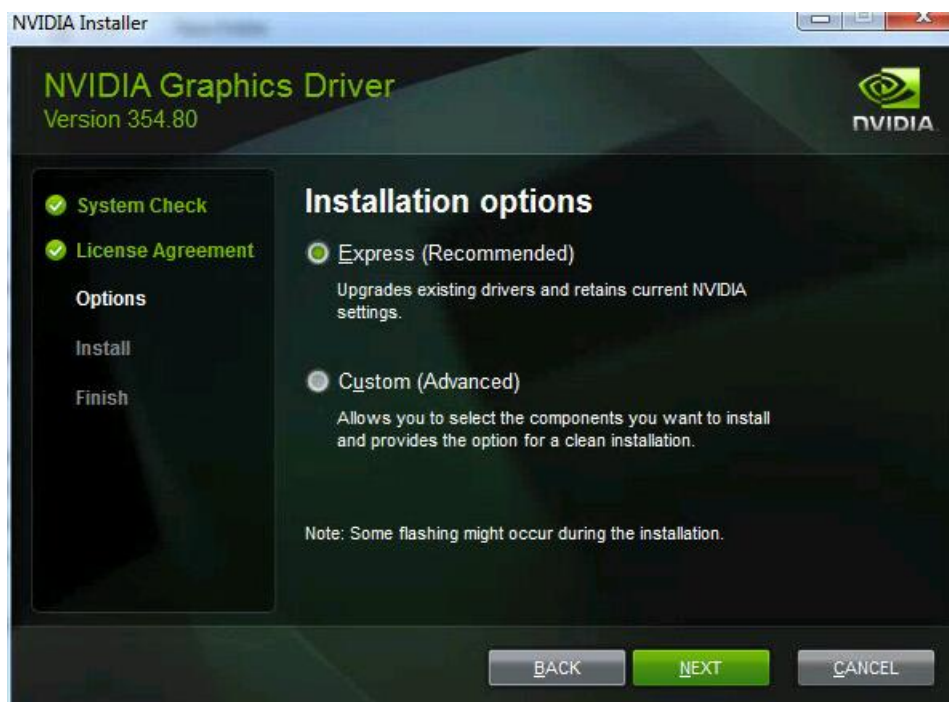 NVIDIA Installer
NVIDIA Graphics Driver
Version 354.80
NVIDIA
System Check
License Agreement
Options
Install
Finish
Installation options
Express (Recommended)
Upgrades existing drivers and retains current NVIDIA
settings.
Custom (Advanced)
Allows you to select the components you want to install
and provides the option for a clean installation.
Note: Some flashing might occur during the installation.
BACK
NEXT
CANCEL